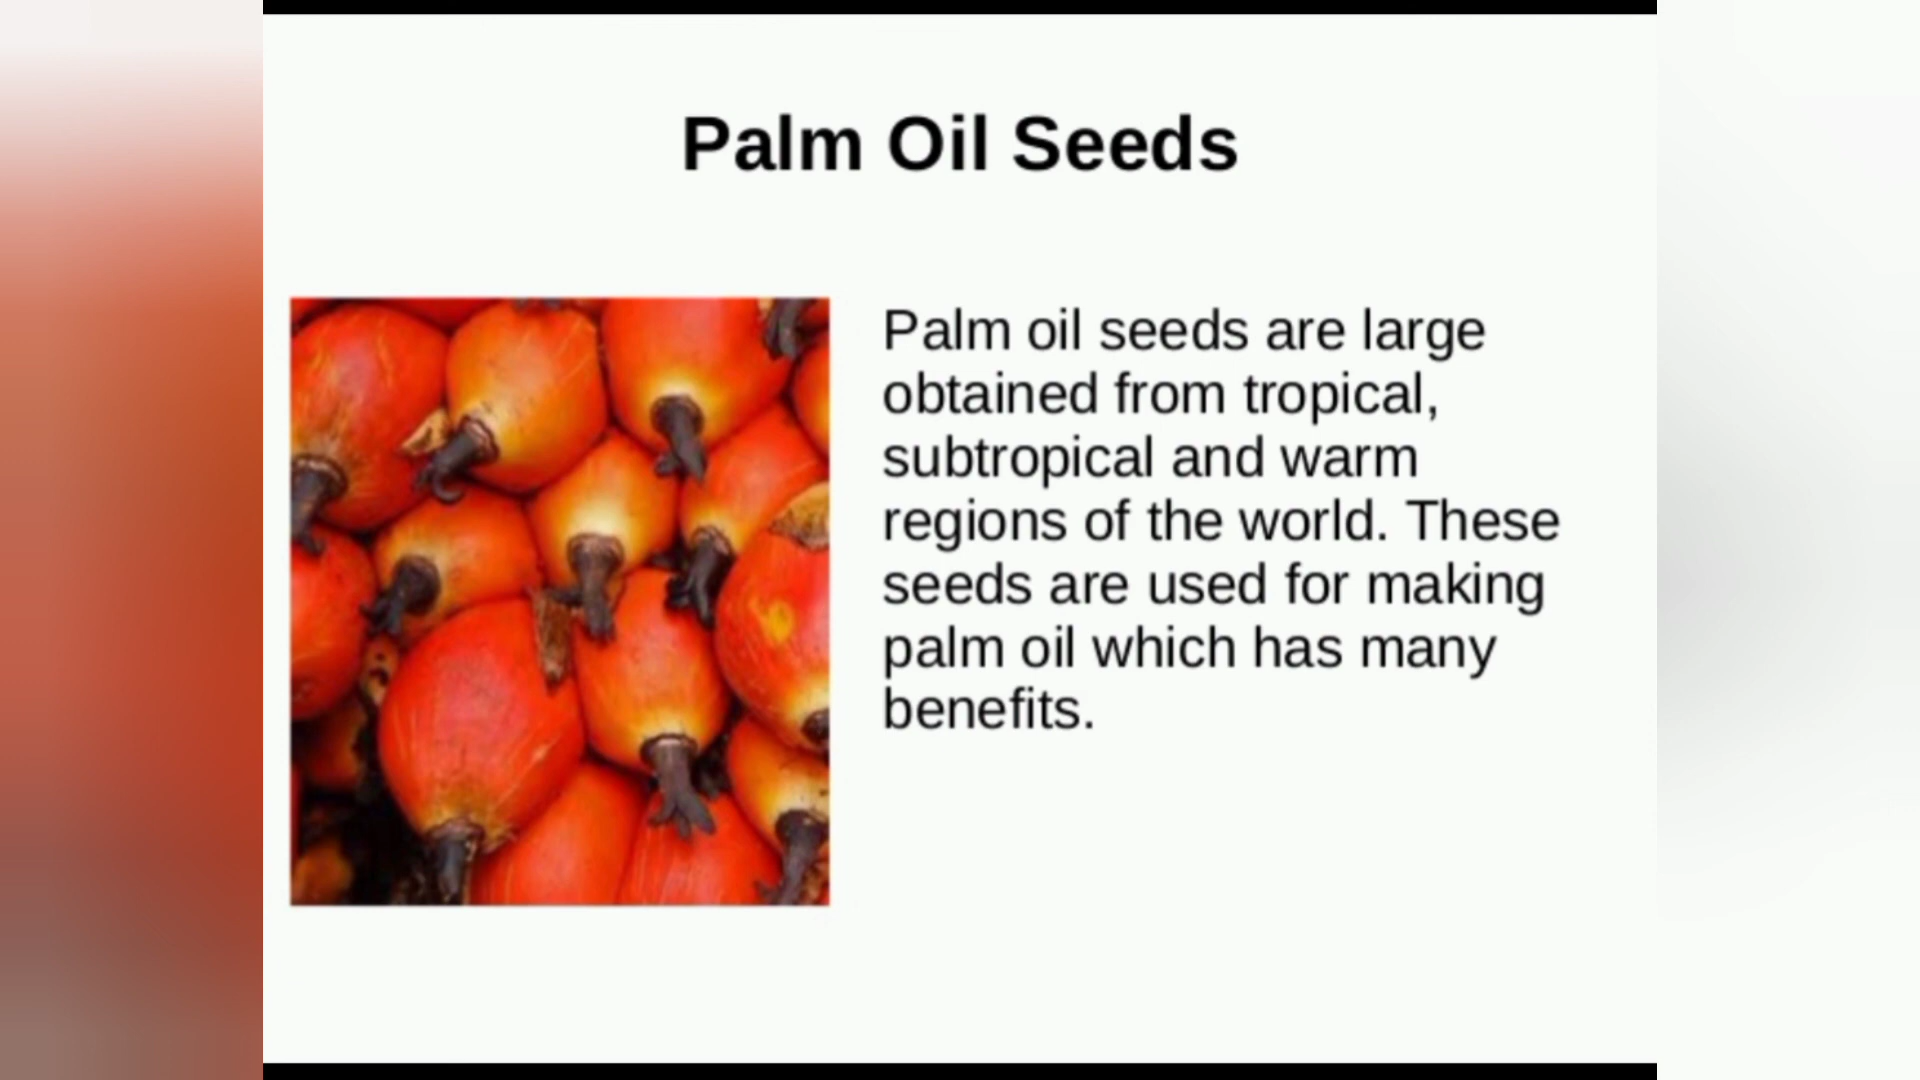 Palm Oil Seeds
Palm oil seeds are large
obtained from tropical,
subtropical and warm
regions of the world. These
seeds are used for making
palm oil which has many
benefits.